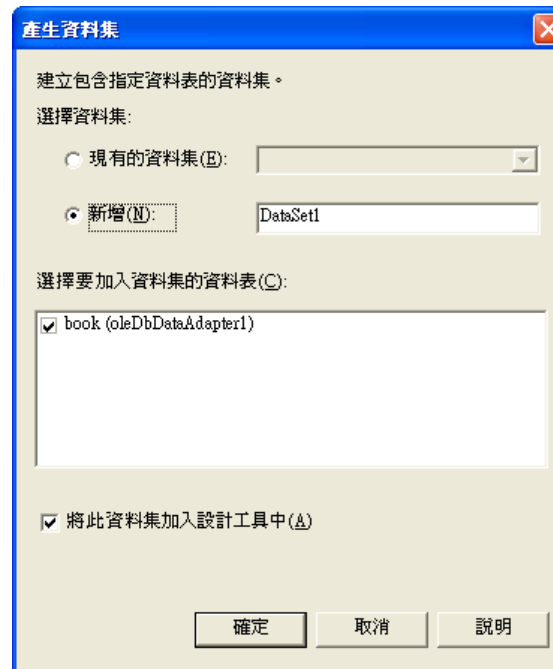 產生資料集
建立包含指定資料表的資料集。
選擇資料集:
現有的資料集(E):
新增(N): DataSet1
選擇要加入資料集的資料表(C):
book (oleDbDataAdapter1)
將此資料集加入設計工具中(A)
確定 取消 說明